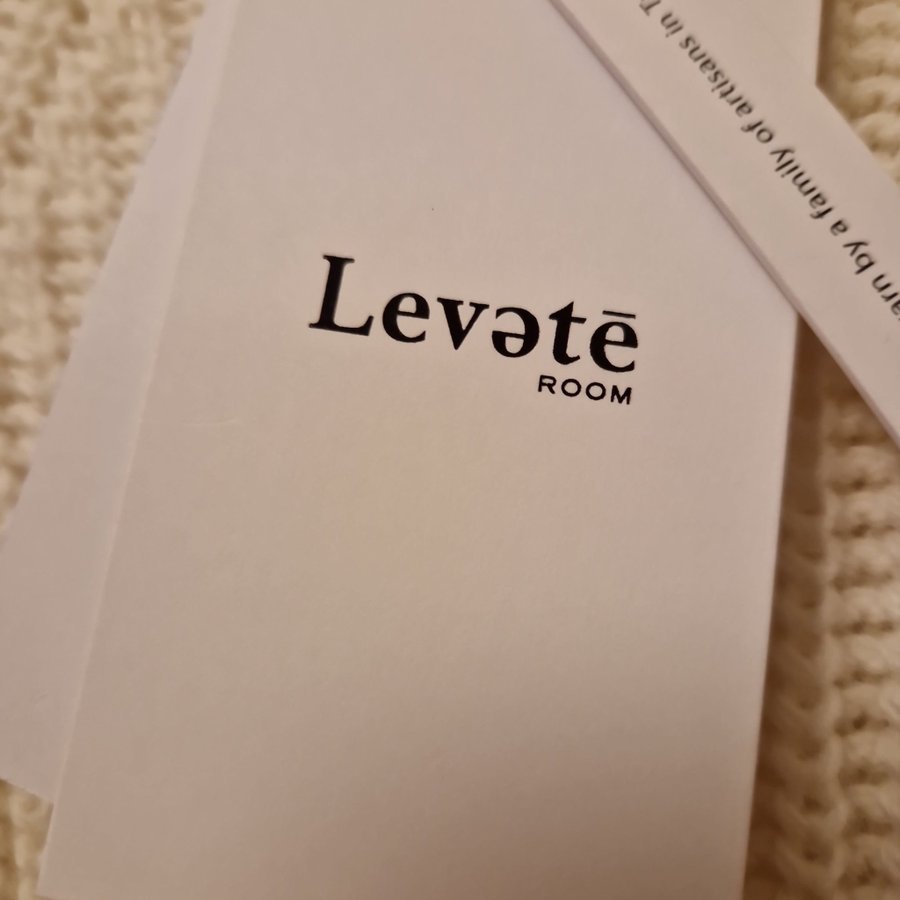 Levətē
ROOM
by a family of artisans in